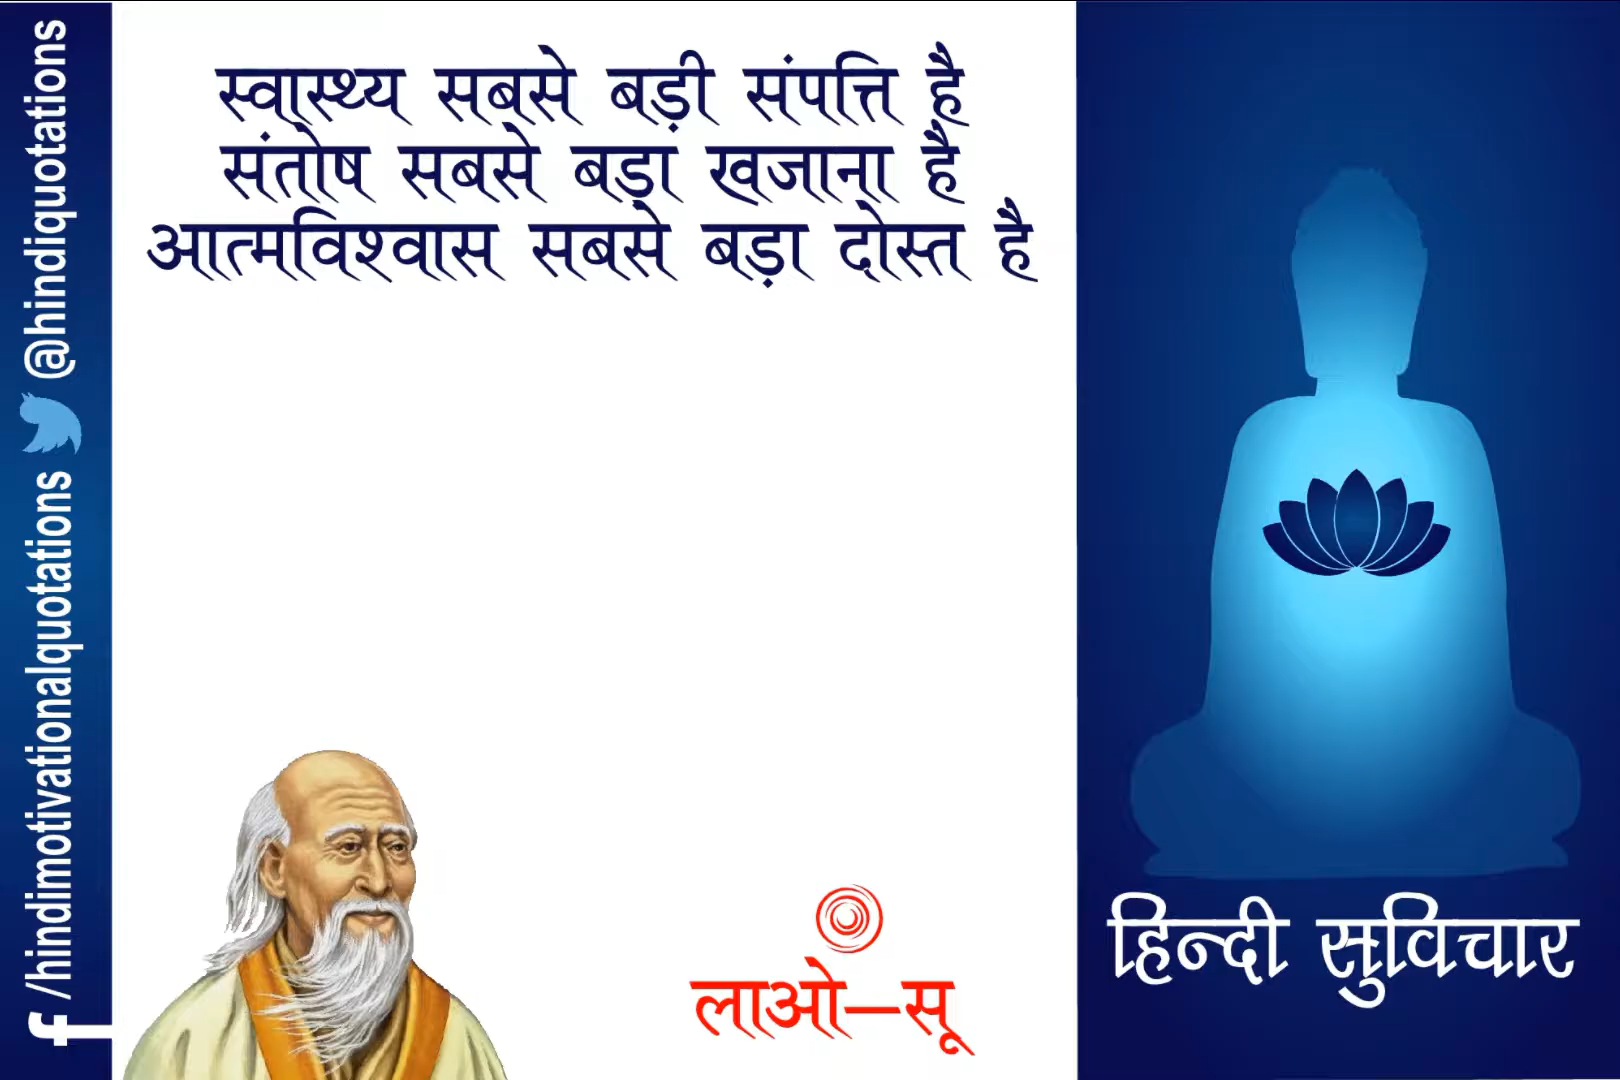 स्वास्थ्य सबसे बड़ी संपत्ति है
संतोष सबसे बड़ा खजाना है
आत्मविश्वास सबसे बड़ा दोस्त है
लाओ—सू
हिन्दी सुविचार
f /hindimotivationalquotations @hindiquotations